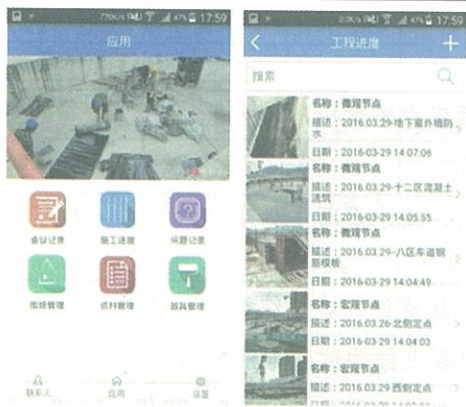 770K/s 47% 17:59
应用
会议记录 施工进度 问题记录
图纸管理 资料管理 器具管理
联系人 应用 设置
0.0K/s 47% 17:59
工程进度
搜索
名称：微观节点
描述：2016.03.29-地下室外墙防
水
日期：2016-03-29 14:07:06
名称：微观节点
描述：2016.03.29-十二区混凝土
浇筑
日期：2016-03-29 14:05:55
名称：微观节点
描述：2016.03.29-八区车道钢
筋模板
日期：2016-03-29 14:04:49
名称：宏观节点
描述：2016.03.26-北侧定点
日期：2016-03-29 14:04:03
名称：宏观节点
描述：2016.03.29 西侧定点